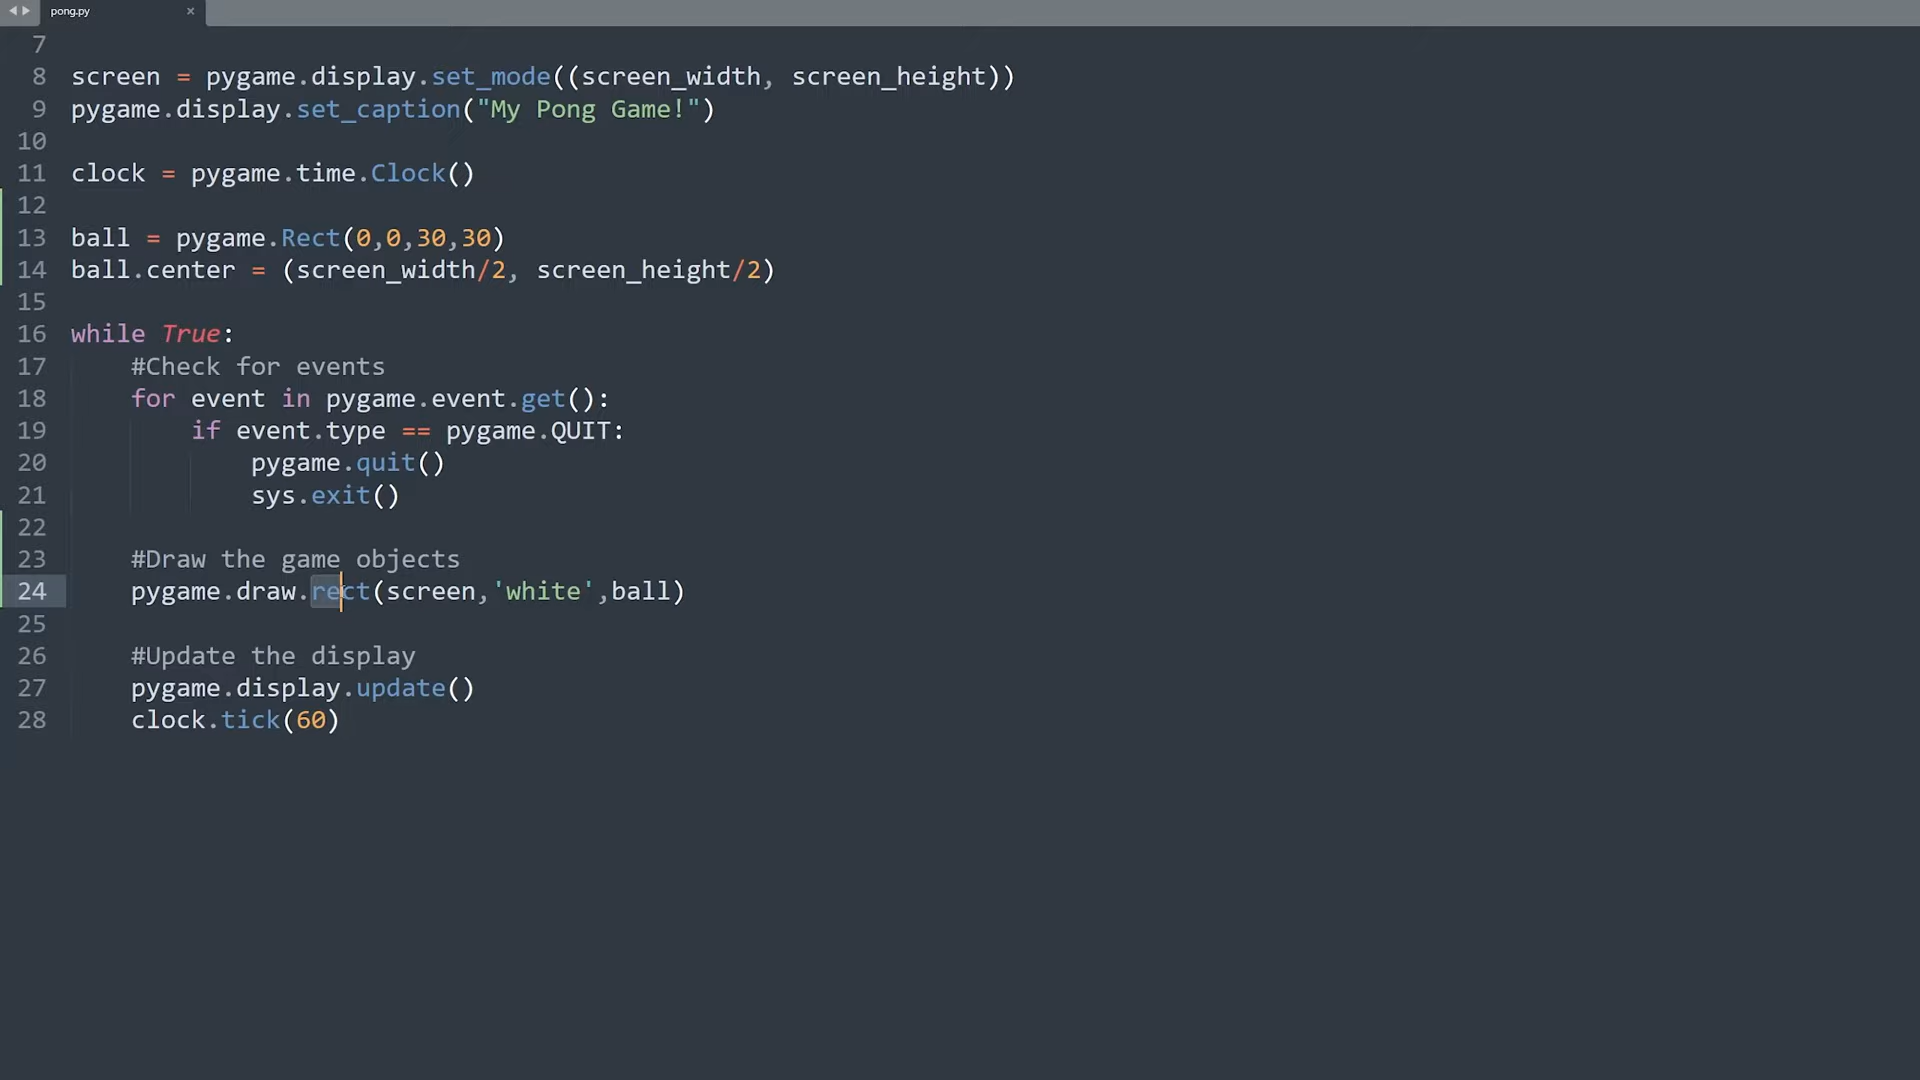 pong.py ×
7
8 screen = pygame.display.set_mode((screen_width, screen_height))
9 pygame.display.set_caption("My Pong Game!")
10
11 clock = pygame.time.Clock()
12
13 ball = pygame.Rect(0,0,30,30)
14 ball.center = (screen_width/2, screen_height/2)
15
16 while True:
17     #Check for events
18     for event in pygame.event.get():
19         if event.type == pygame.QUIT:
20             pygame.quit()
21             sys.exit()
22
23     #Draw the game objects
24     pygame.draw.rect(screen,'white',ball)
25
26     #Update the display
27     pygame.display.update()
28     clock.tick(60)